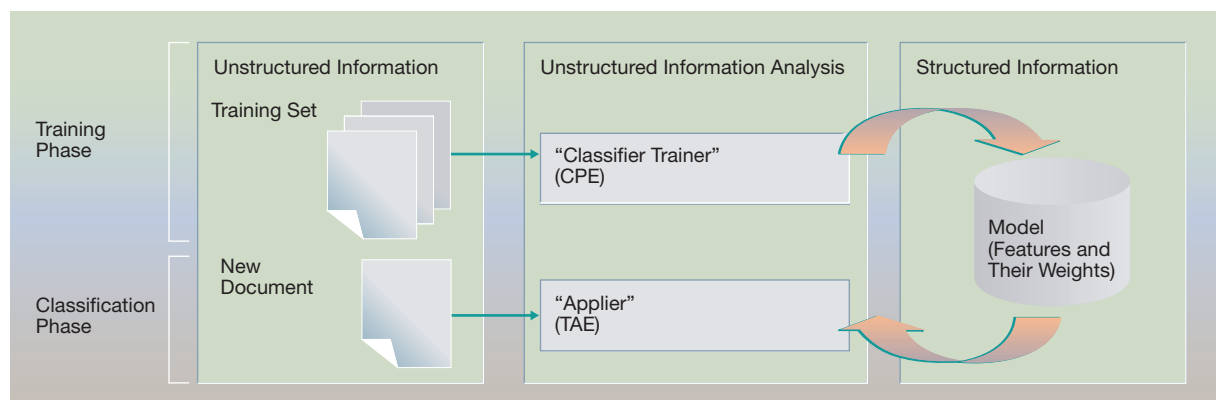 Unstructured Information
Unstructured Information Analysis
Structured Information
Training
Phase
Training Set
“Classifier Trainer”
(CPE)
Model
(Features and
Their Weights)
Classification
Phase
New
Document
“Applier”
(TAE)